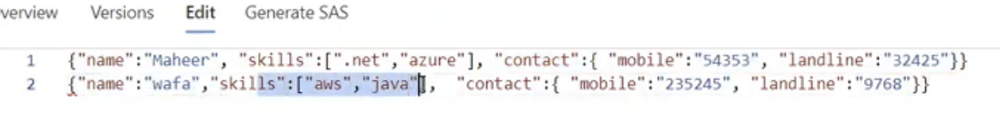 verview Versions Edit Generate SAS
1 {"name":"Maheer", "skills":[".net","azure"], "contact":{ "mobile":"54353", "landline":"32425"}}
2 {"name":"wafa","skills":["aws","java"],  "contact":{ "mobile":"235245", "landline":"9768"}}